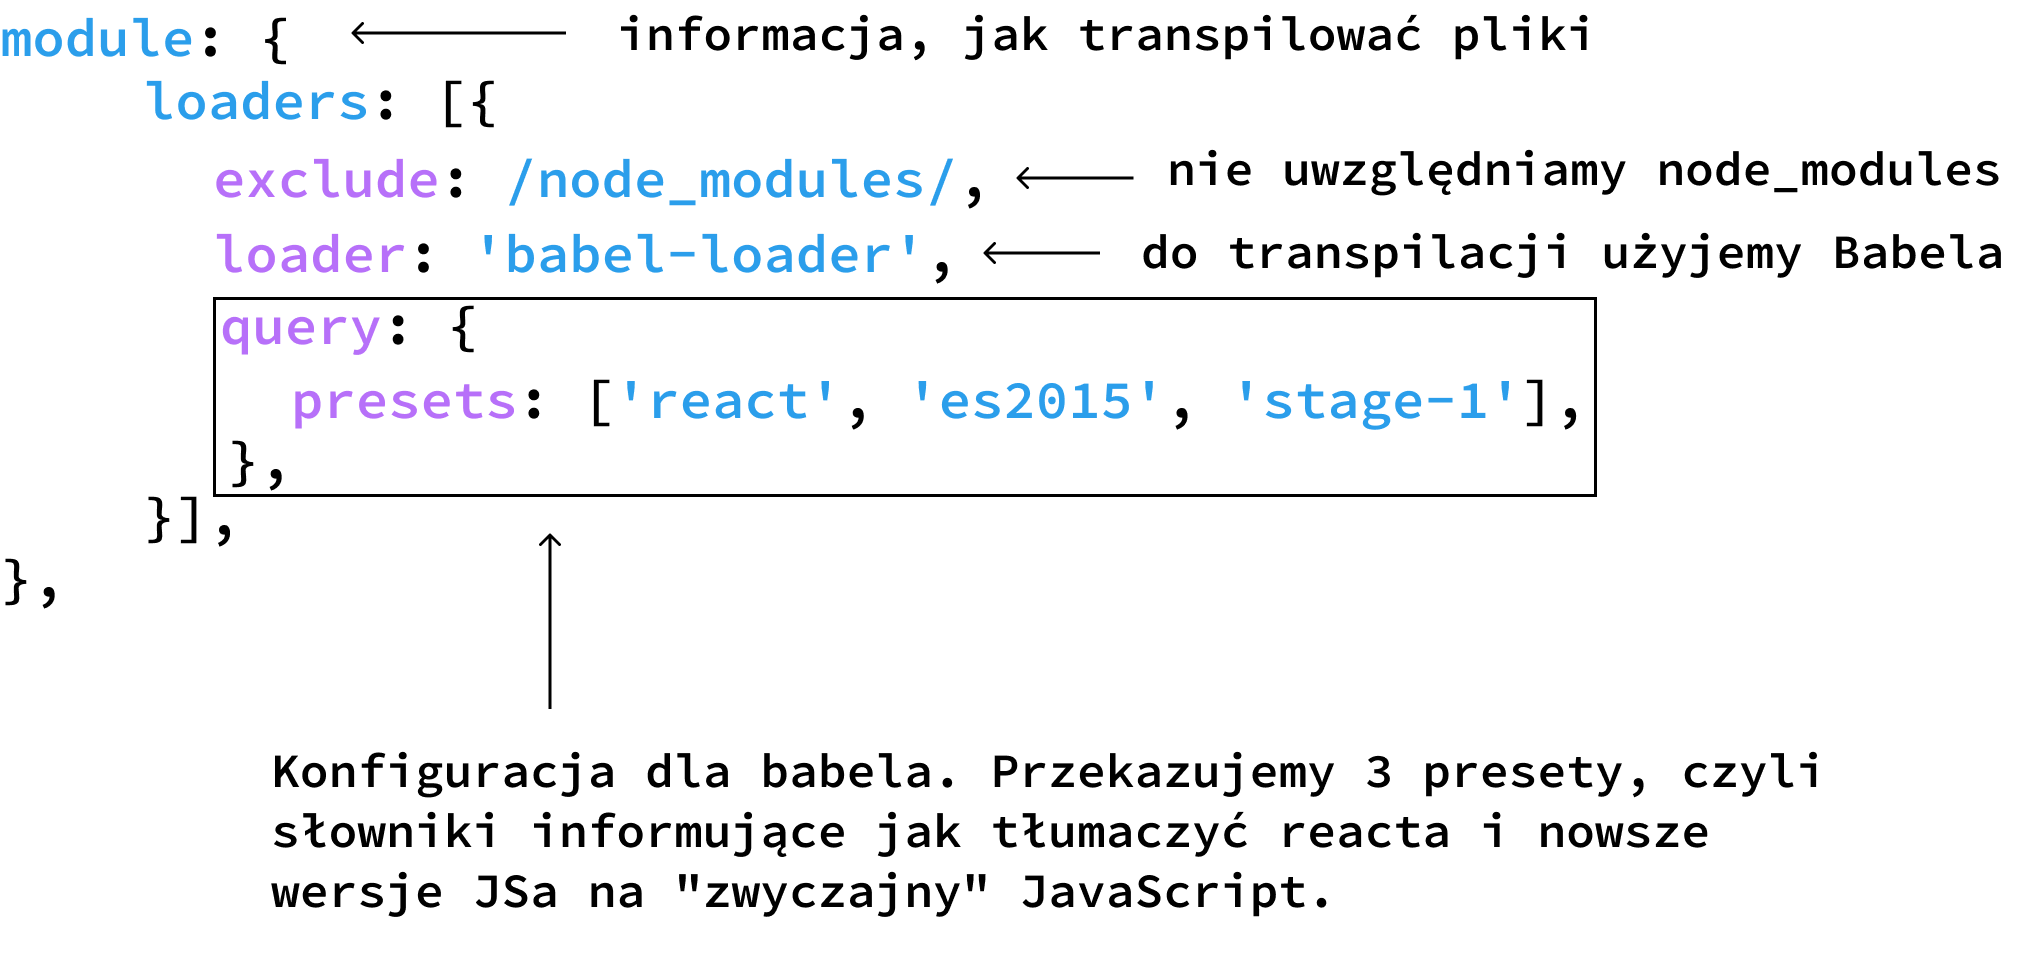 module: { informacja, jak transpilować pliki
loaders: [{
exclude: /node_modules/, nie uwzględniamy node_modules
loader: 'babel-loader', do transpilacji użyjemy Babela
query: {
presets: ['react', 'es2015', 'stage-1'],
},
}],
},
Konfiguracja dla babela. Przekazujemy 3 presety, czyli
słowniki informujące jak tłumaczyć reacta i nowsze
wersje JSa na "zwyczajny" JavaScript.